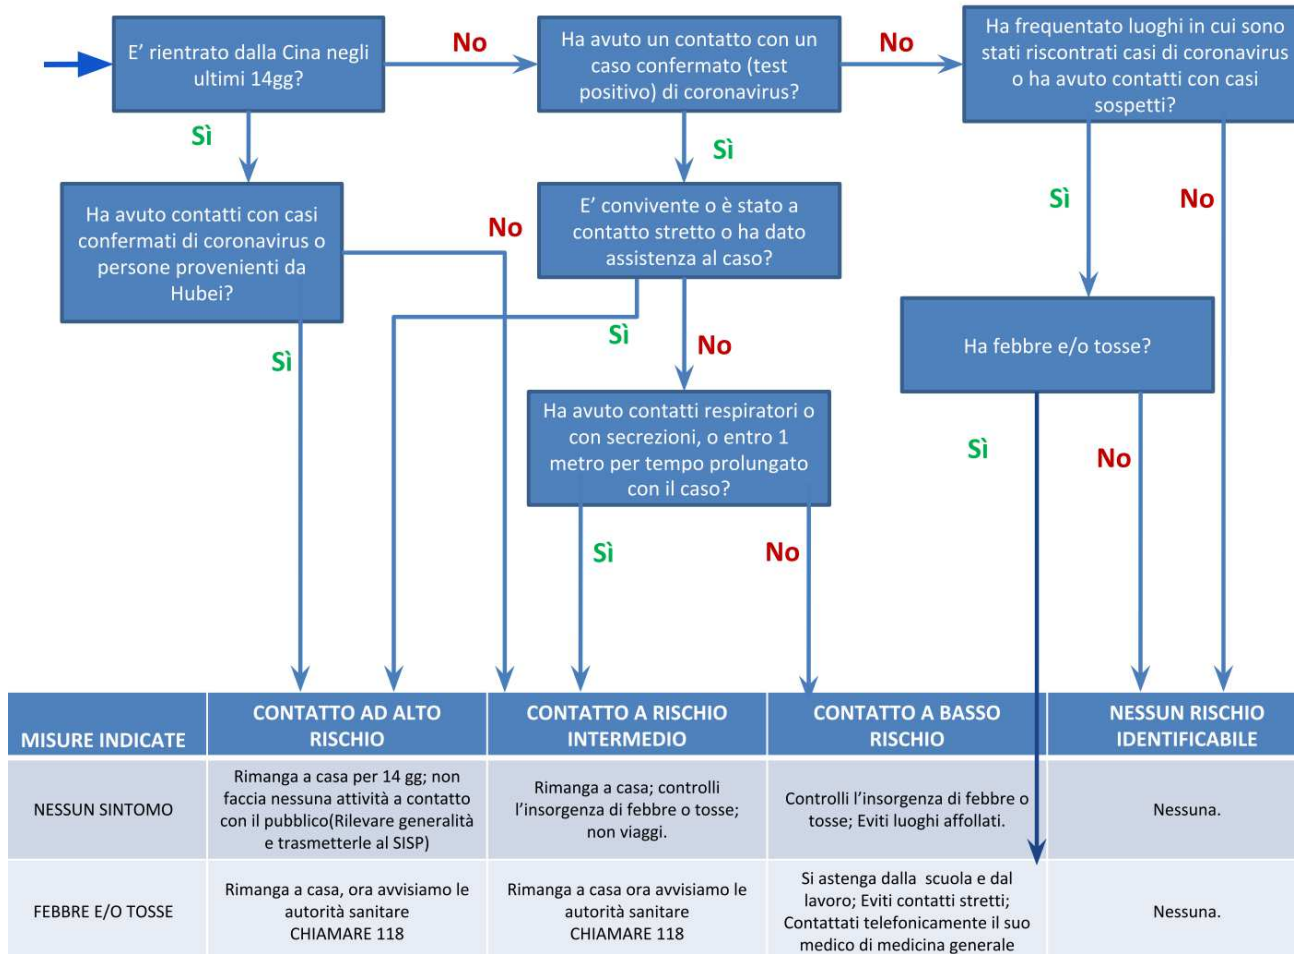 E' rientrato dalla Cina negli
ultimi 14gg?
No
Ha avuto un contatto con un
caso confermato (test
positivo) di coronavirus?
No
Ha frequentato luoghi in cui sono
stati riscontrati casi di coronavirus
o ha avuto contatti con casi
sospetti?
Sì
Sì
Sì
No
Ha avuto contatti con casi
confermati di coronavirus o
persone provenienti da
Hubei?
No
E' convivente o è stato a
contatto stretto o ha dato
assistenza al caso?
Sì
Sì
No
Ha febbre e/o tosse?
Ha avuto contatti respiratori o
con secrezioni, o entro 1
metro per tempo prolungato
con il caso?
Sì
No
Sì
No
MISURE INDICATE
CONTATTO AD ALTO
RISCHIO
CONTATTO A RISCHIO
INTERMEDIO
CONTATTO A BASSO
RISCHIO
NESSUN RISCHIO
IDENTIFICABILE
NESSUN SINTOMO
Rimanga a casa per 14 gg; non
faccia nessuna attività a contatto
con il pubblico(Rilevare generalità
e trasmetterle al SISP)
Rimanga a casa; controlli
l'insorgenza di febbre o tosse;
non viaggi.
Controlli l'insorgenza di febbre o
tosse; Eviti luoghi affollati.
Nessuna.
FEBBRE E/O TOSSE
Rimanga a casa, ora avvisiamo le
autorità sanitare
CHIAMARE 118
Rimanga a casa ora avvisiamo le
autorità sanitare
CHIAMARE 118
Si astenga dalla scuola e dal
lavoro; Eviti contatti stretti;
Contattati telefonicamente il suo
medico di medicina generale
Nessuna.